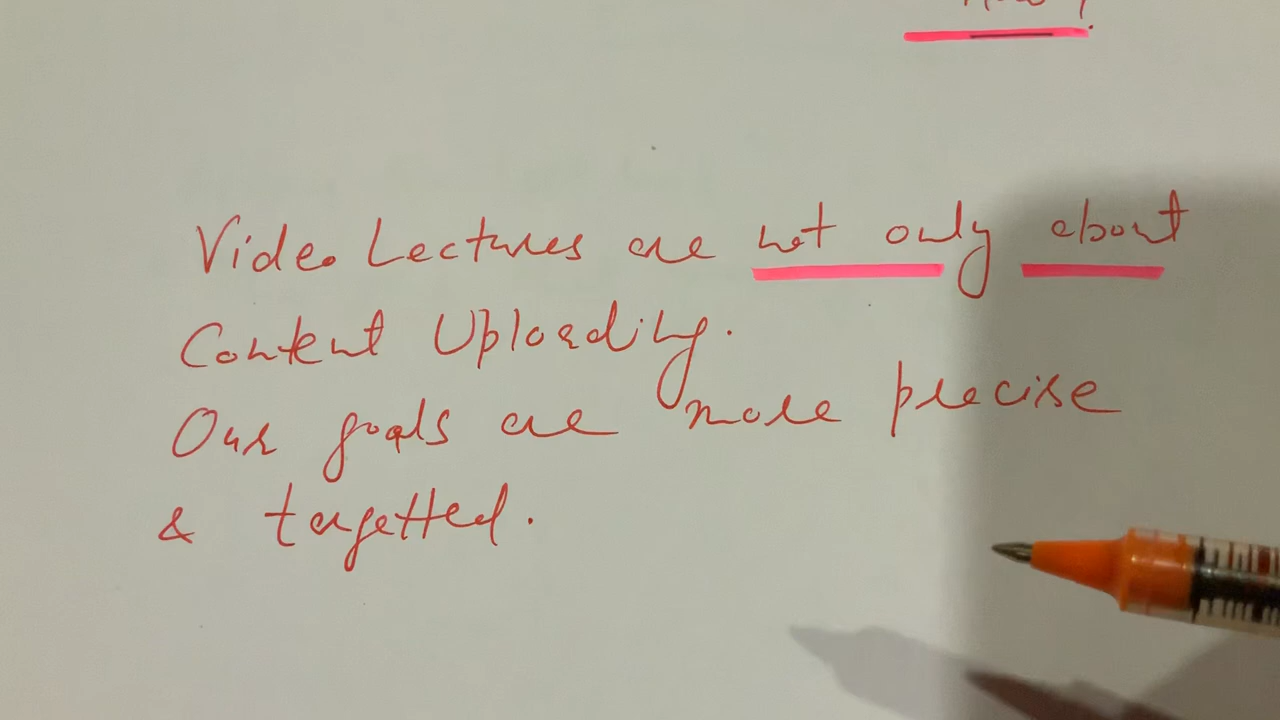 Video Lectures are not only about
Content Uploading.
Our goals are more precise
& targetted.